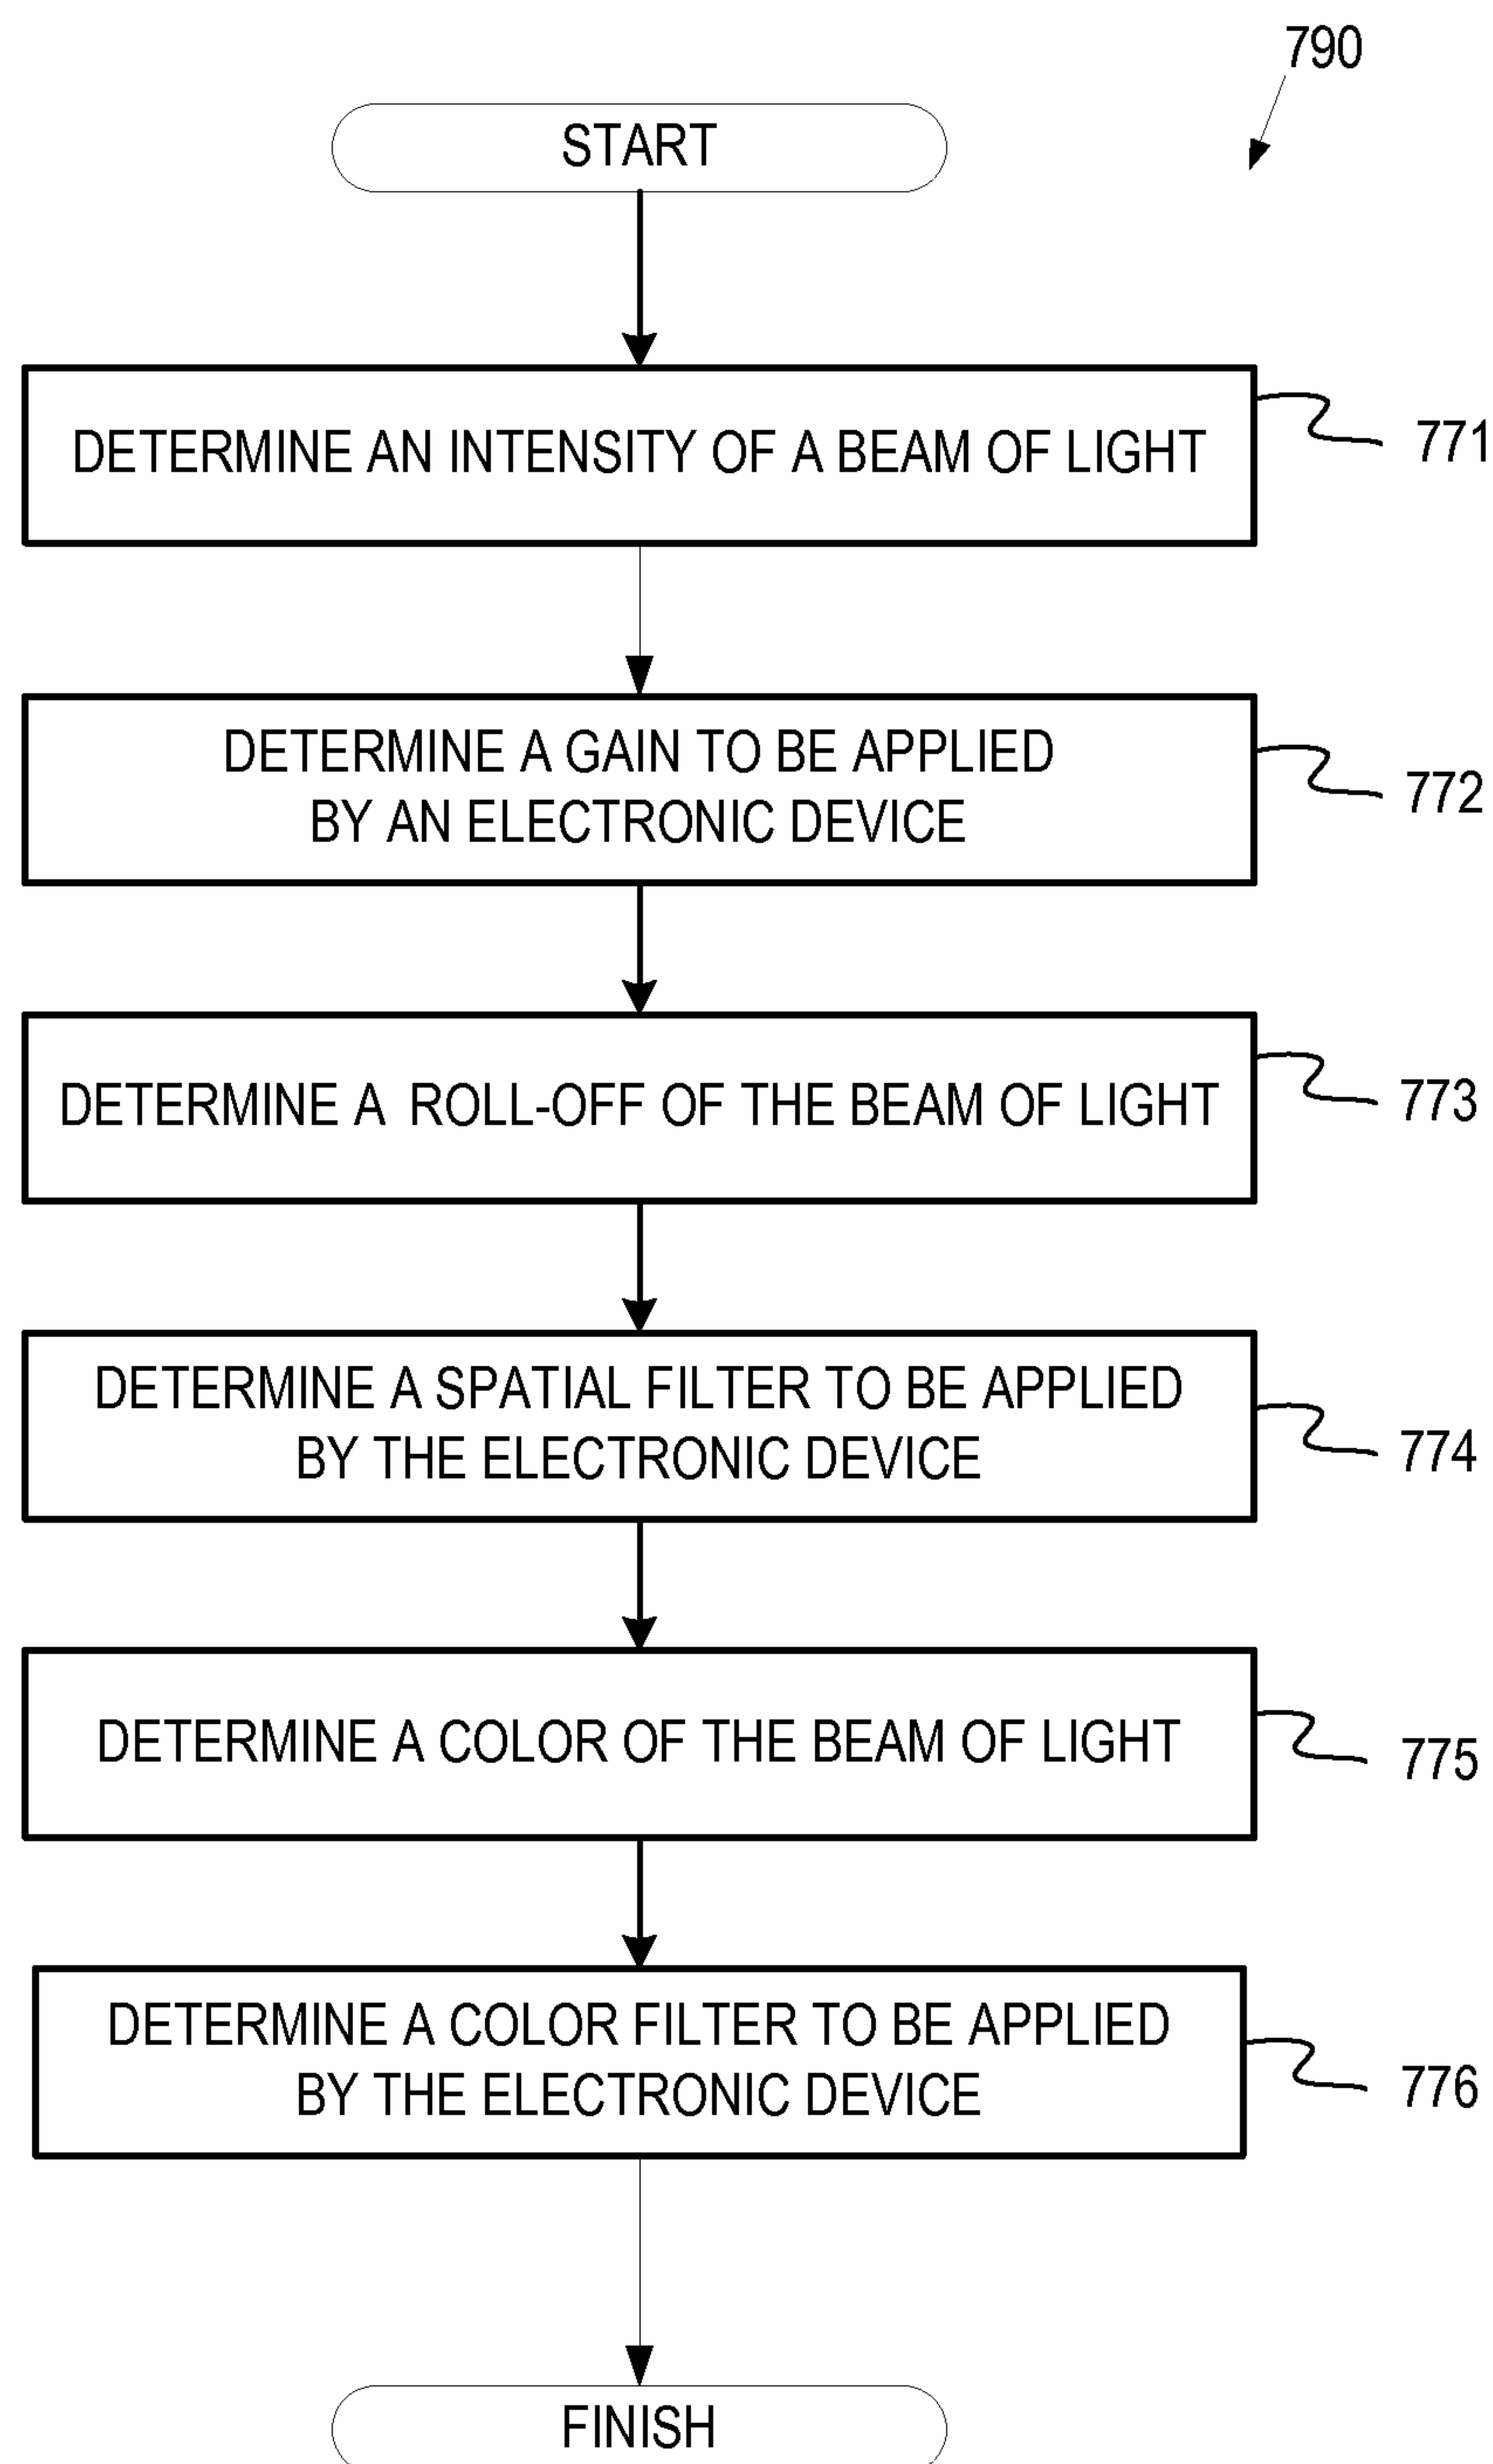 790
START
DETERMINE AN INTENSITY OF A BEAM OF LIGHT
771
DETERMINE A GAIN TO BE APPLIED
BY AN ELECTRONIC DEVICE
772
DETERMINE A ROLL-OFF OF THE BEAM OF LIGHT
773
DETERMINE A SPATIAL FILTER TO BE APPLIED
BY THE ELECTRONIC DEVICE
774
DETERMINE A COLOR OF THE BEAM OF LIGHT
775
DETERMINE A COLOR FILTER TO BE APPLIED
BY THE ELECTRONIC DEVICE
776
FINISH